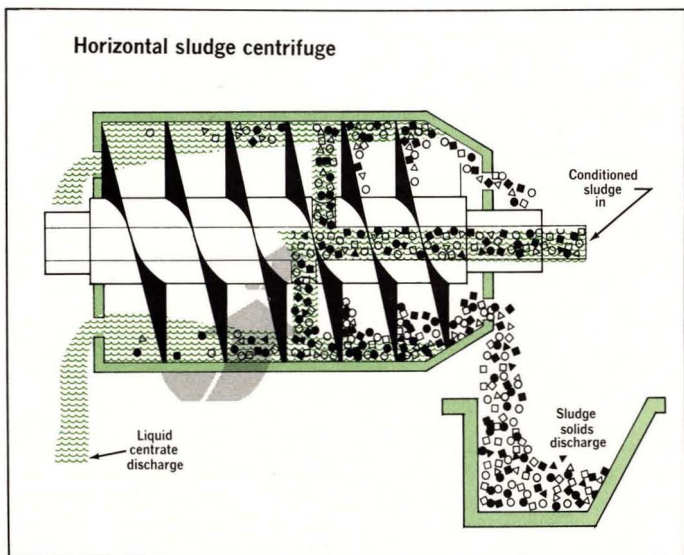 Horizontal sludge centrifuge
Conditioned
sludge
in
Liquid
centrate
discharge
Sludge
solids
discharge